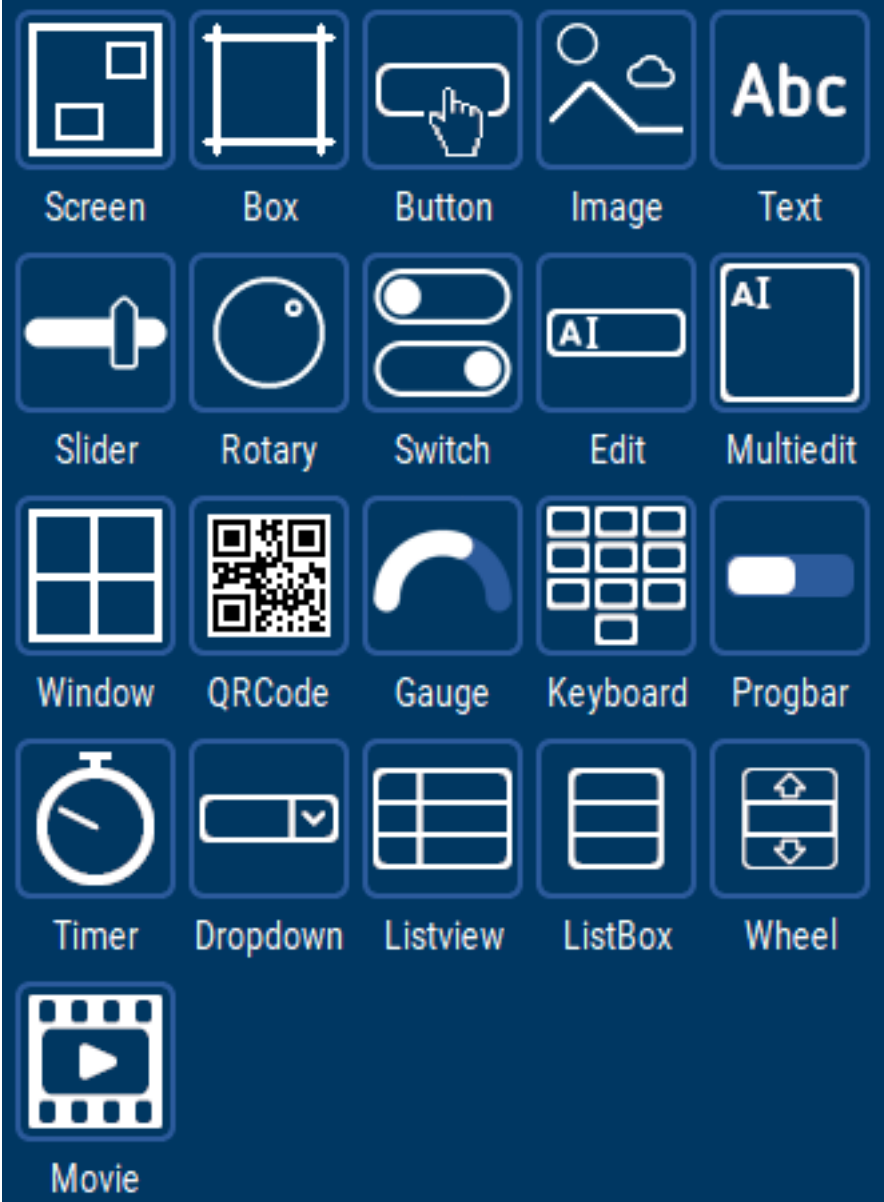 Abc
Screen Box Button Image Text
AI
AI
Slider Rotary Switch Edit Multiedit
Window QRCode Gauge Keyboard Progbar
Timer Dropdown Listview ListBox Wheel
Movie